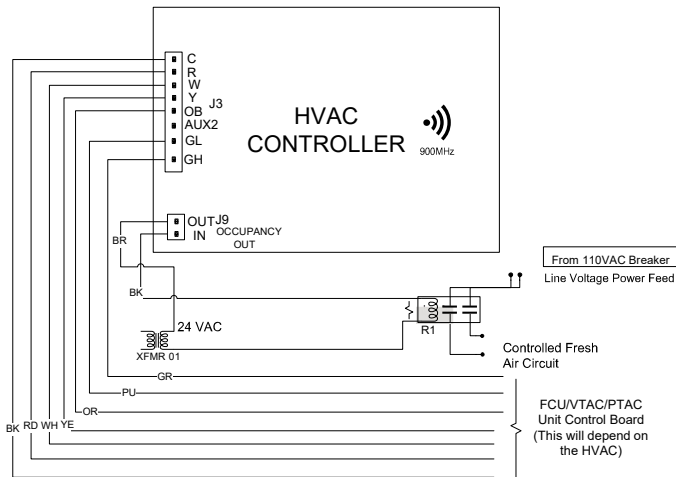 C
R
W
Y
J3
OB
AUX2
GL
GH
HVAC
CONTROLLER
900MHz
OUT
J9
IN
OCCUPANCY
OUT
BR
BK
From 110VAC Breaker
Line Voltage Power Feed
R1
24 VAC
XFMR 01
Controlled Fresh
Air Circuit
GR
PU
OR
BK
RD
WH
YE
FCU/VTAC/PTAC
Unit Control Board
(This will depend on
the HVAC)